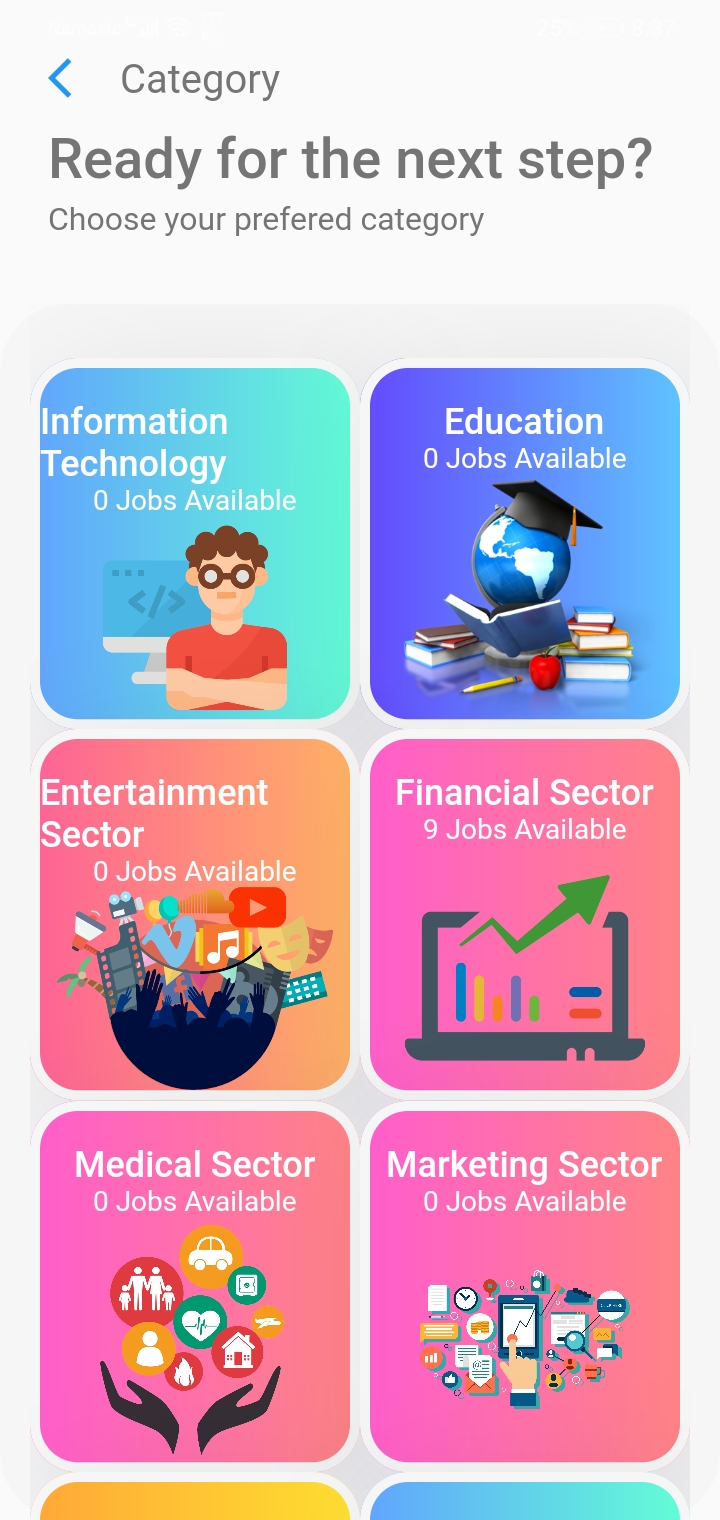 Category
Ready for the next step?
Choose your prefered category
Information
Technology
0 Jobs Available
Education
0 Jobs Available
Entertainment
Sector
0 Jobs Available
Financial Sector
9 Jobs Available
Medical Sector
0 Jobs Available
Marketing Sector
0 Jobs Available